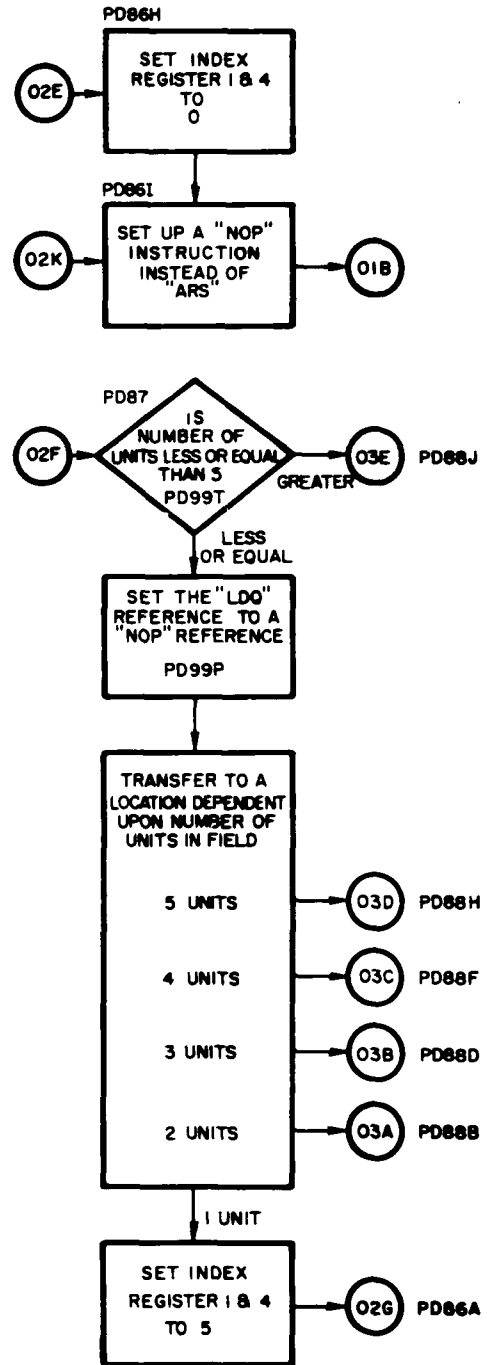 PD86H
SET INDEX
REGISTER 1 & 4
TO
0
02E
PD86I
SET UP A "NOP"
INSTRUCTION
INSTEAD OF
"ARS"
02K
01B
PD87
IS
NUMBER OF
UNITS LESS OR EQUAL
THAN 5
PD99T
02F
03E PD88J
GREATER
LESS
OR EQUAL
SET THE "LDQ"
REFERENCE TO A
"NOP" REFERENCE
PD99P
TRANSFER TO A
LOCATION DEPENDENT
UPON NUMBER OF
UNITS IN FIELD
5 UNITS 03D PD88H
4 UNITS 03C PD88F
3 UNITS 03B PD88D
2 UNITS 03A PD88B
1 UNIT
SET INDEX
REGISTER 1 & 4
TO 5
02G PD86A